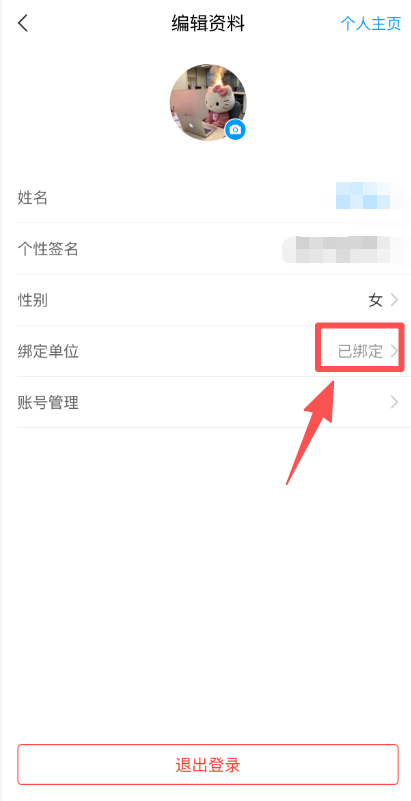 编辑资料
个人主页
姓名
个性签名
性别 女
绑定单位 已绑定
账号管理
退出登录